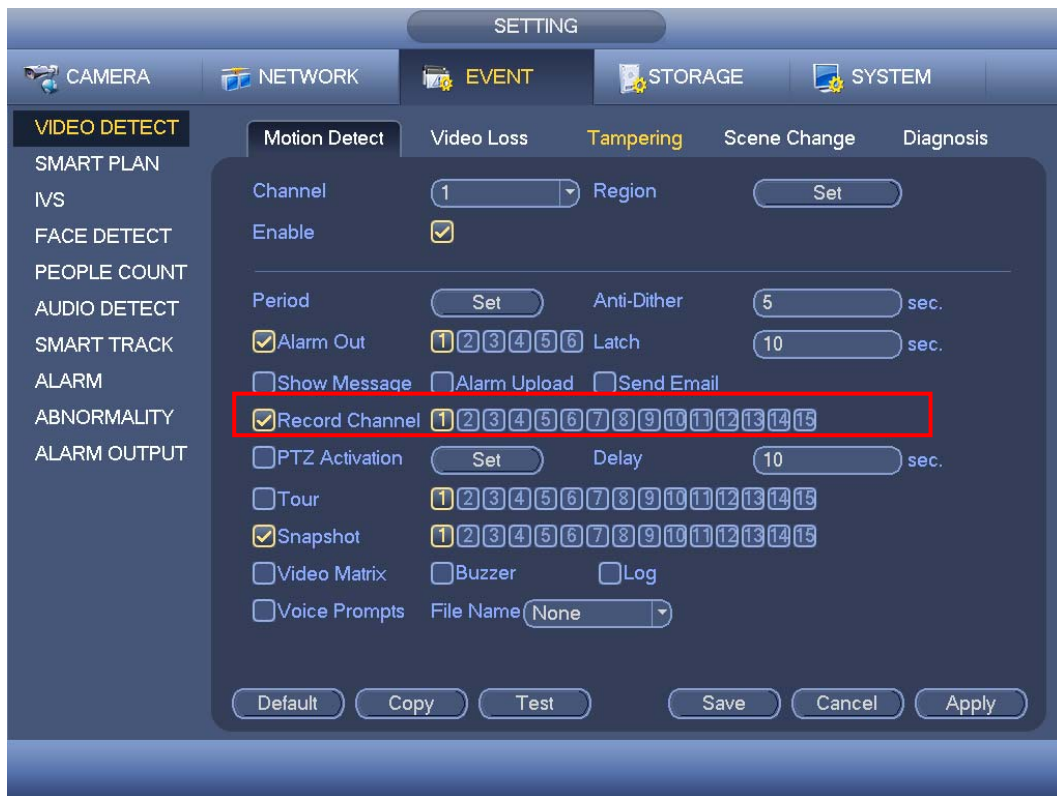 SETTING
CAMERA NETWORK EVENT STORAGE SYSTEM
VIDEO DETECT
SMART PLAN
IVS
FACE DETECT
PEOPLE COUNT
AUDIO DETECT
SMART TRACK
ALARM
ABNORMALITY
ALARM OUTPUT
Motion Detect Video Loss Tampering Scene Change Diagnosis
Channel 1 Region Set
Enable
Period Set Anti-Dither 5 sec.
Alarm Out 1 2 3 4 5 6 Latch 10 sec.
Show Message Alarm Upload Send Email
Record Channel 1 2 3 4 5 6 7 8 9 10 11 12 13 14 15
PTZ Activation Set Delay 10 sec.
Tour 1 2 3 4 5 6 7 8 9 10 11 12 13 14 15
Snapshot 1 2 3 4 5 6 7 8 9 10 11 12 13 14 15
Video Matrix Buzzer Log
Voice Prompts File Name None
Default Copy Test Save Cancel Apply